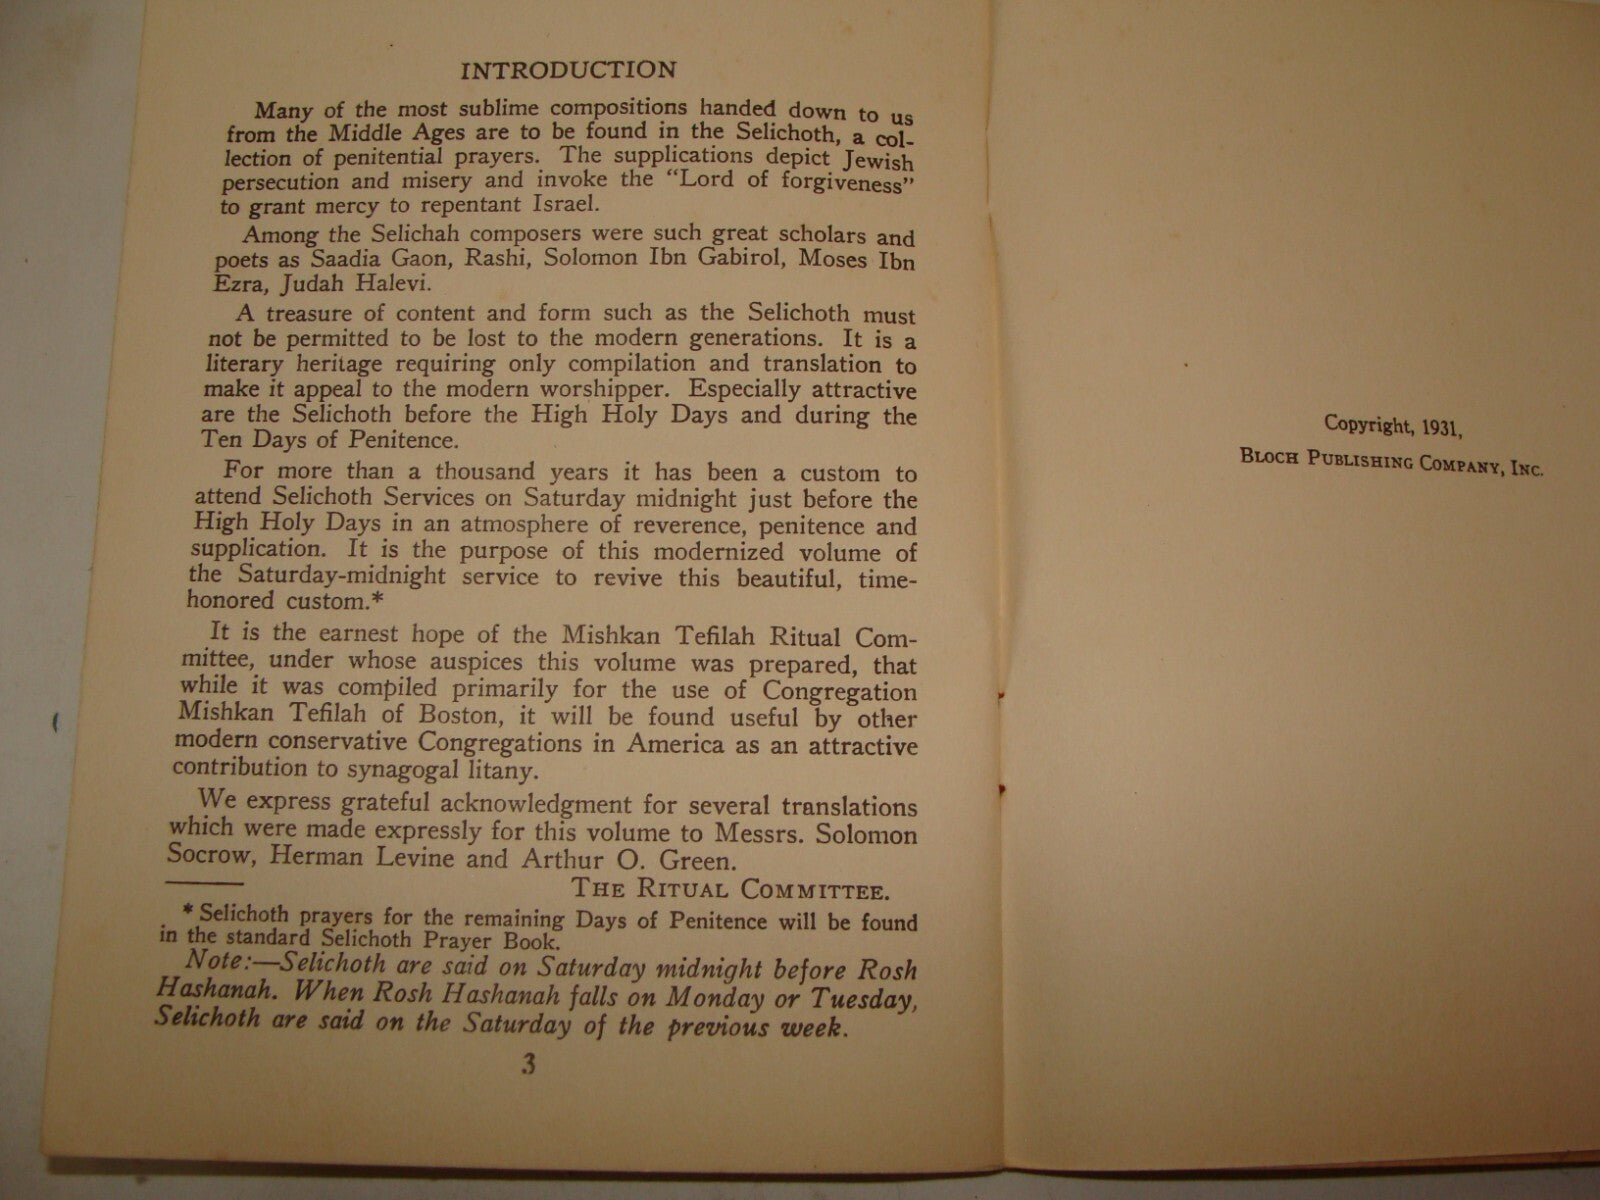 INTRODUCTION
Many of the most sublime compositions handed down to us
from the Middle Ages are to be found in the Selichoth, a col-
lection of penitential prayers. The supplications depict Jewish
persecution and misery and invoke the “Lord of forgiveness”
to grant mercy to repentant Israel.
Among the Selichah composers were such great scholars and
poets as Saadia Gaon, Rashi, Solomon Ibn Gabirol, Moses Ibn
Ezra, Judah Halevi.
A treasure of content and form such as the Selichoth must
not be permitted to be lost to the modern generations. It is a
literary heritage requiring only compilation and translation to
make it appeal to the modern worshipper. Especially attractive
are the Selichoth before the High Holy Days and during the
Ten Days of Penitence.
For more than a thousand years it has been a custom to
attend Selichoth Services on Saturday midnight just before the
High Holy Days in an atmosphere of reverence, penitence and
supplication. It is the purpose of this modernized volume of
the Saturday-midnight service to revive this beautiful, time-
honored custom.*
It is the earnest hope of the Mishkan Tefilah Ritual Com-
mittee, under whose auspices this volume was prepared, that
while it was compiled primarily for the use of Congregation
Mishkan Tefilah of Boston, it will be found useful by other
modern conservative Congregations in America as an attractive
contribution to synagogal litany.
We express grateful acknowledgment for several translations
which were made expressly for this volume to Messrs. Solomon
Socrow, Herman Levine and Arthur O. Green.
THE RITUAL COMMITTEE.
* Selichoth prayers for the remaining Days of Penitence will be found
in the standard Selichoth Prayer Book.
Note:—Selichoth are said on Saturday midnight before Rosh
Hashanah. When Rosh Hashanah falls on Monday or Tuesday,
Selichoth are said on the Saturday of the previous week.
3
Copyright, 1931,
BLOCH PUBLISHING COMPANY, INC.